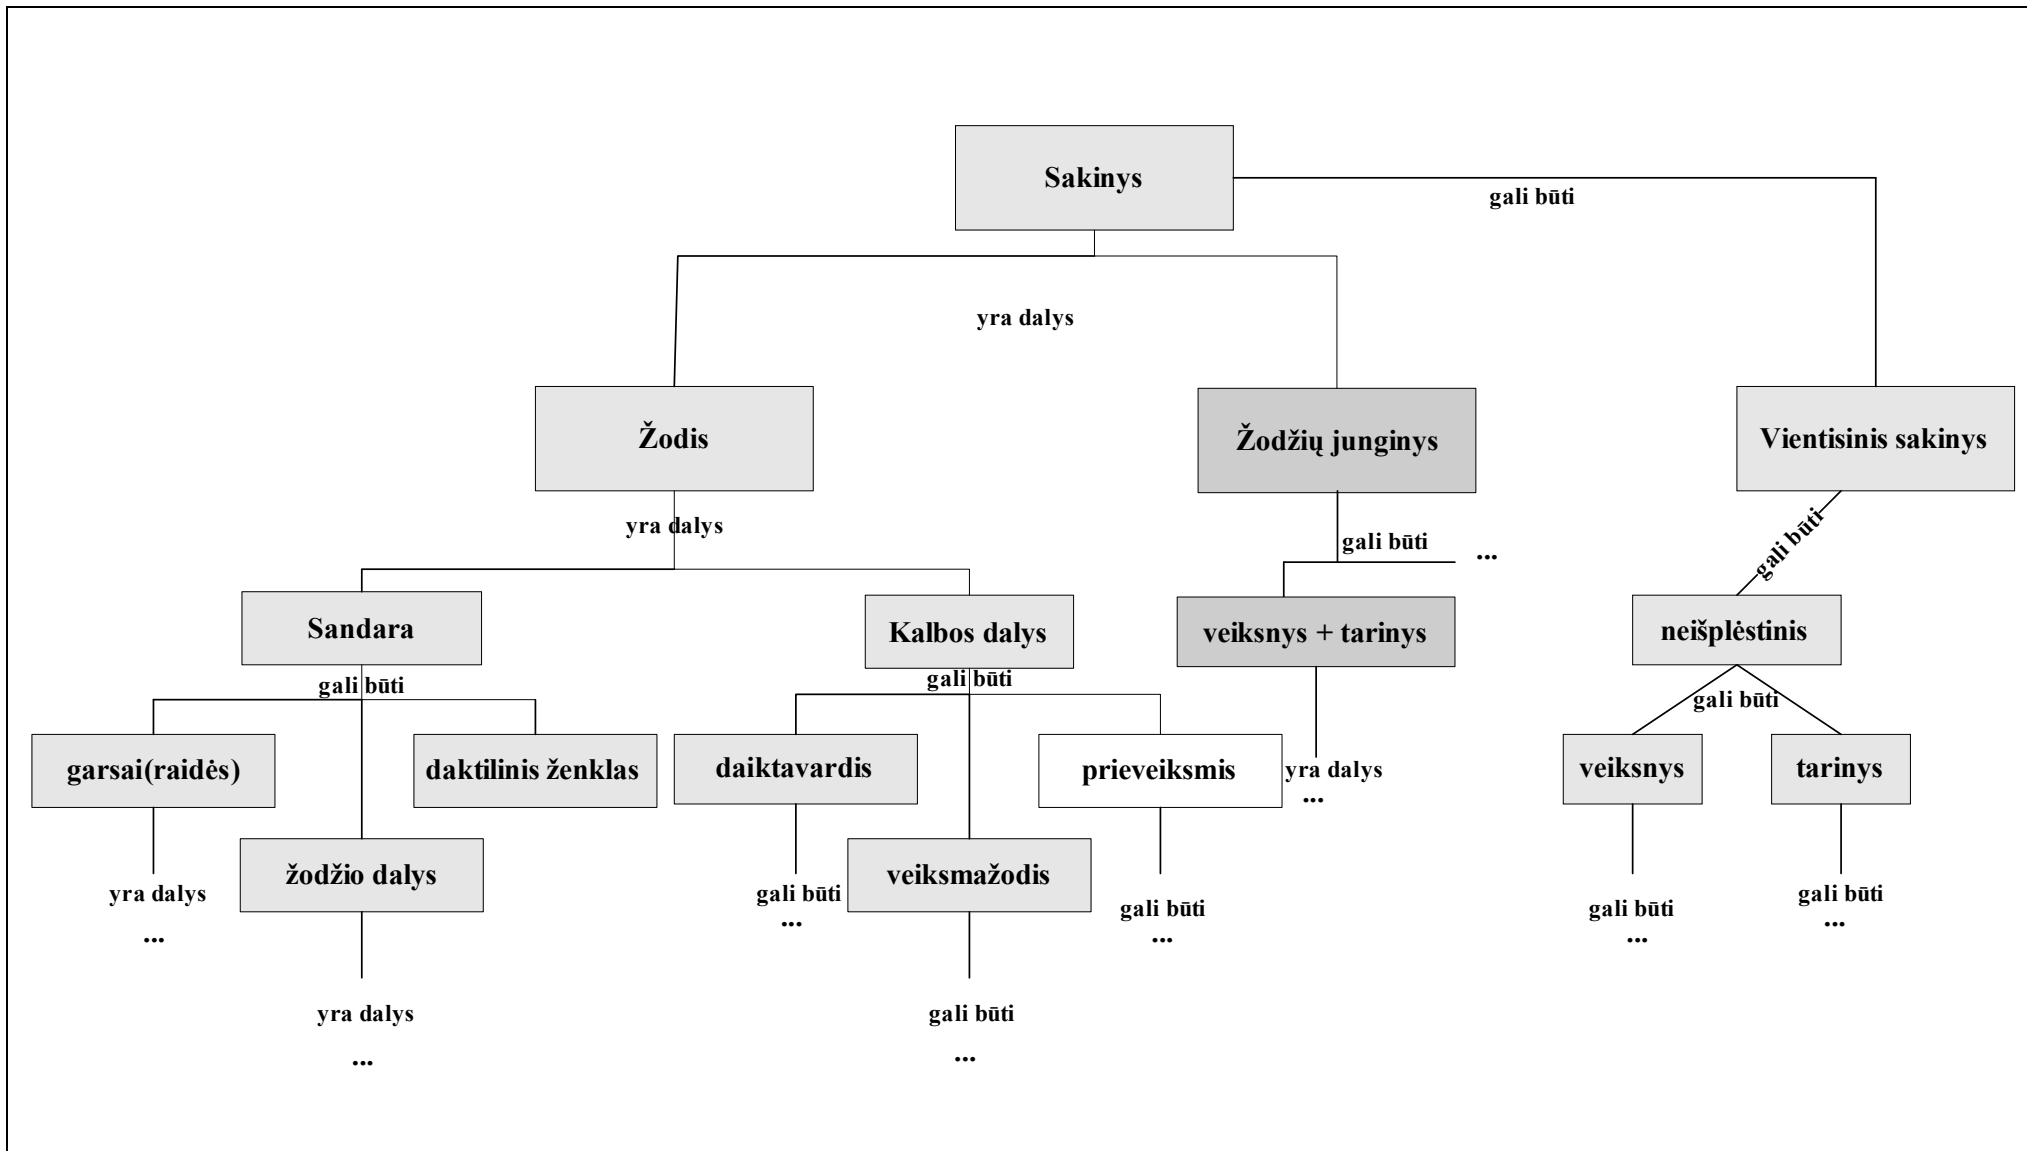 Sakinys
gali būti
yra dalys
Žodis
Žodžių junginys
Vientisinis sakinys
yra dalys
gali būti
...
gali būti
Sandara
Kalbos dalys
veiksnys + tarinys
neišplėstinis
gali būti
gali būti
gali būti
garsai(raidės)
daktilinis ženklas
daiktavardis
prieveiksmis
yra dalys
...
veiksnys
tarinys
žodžio dalys
veiksmažodis
yra dalys
...
gali būti
...
gali būti
...
gali būti
...
gali būti
...
yra dalys
...
gali būti
...